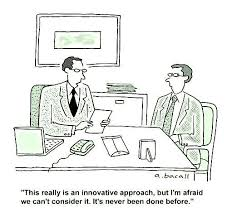 a.bacall
"This really is an innovative approach, but I'm afraid
we can't consider it. It's never been done before."